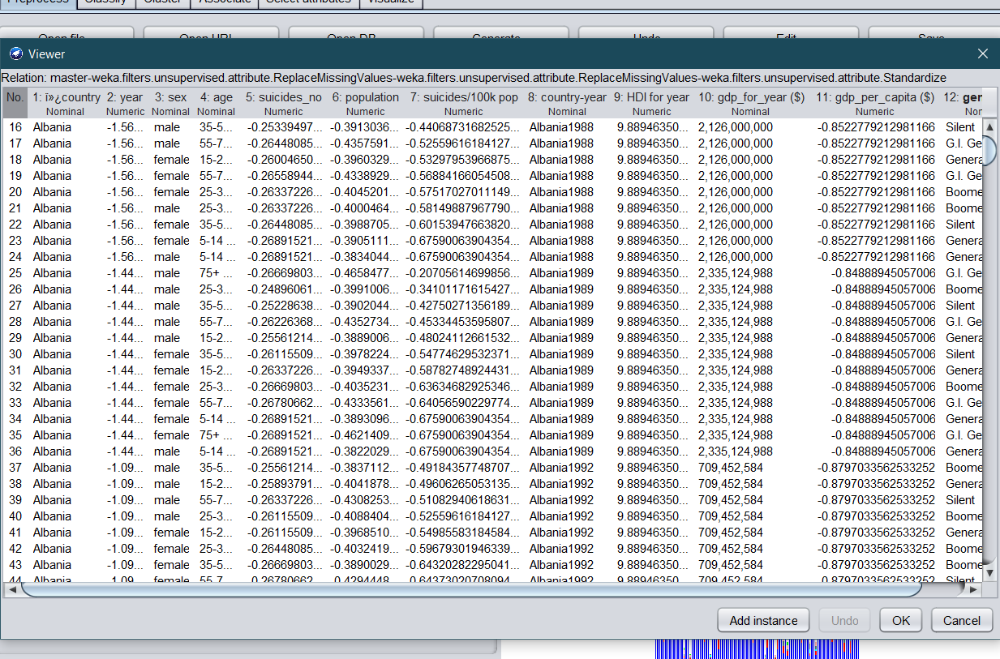 Preprocess Classify Cluster Associate Select attributes Visualize
Open file... Open URL... Open DB... Generate... Undo Edit... Save...
Viewer
Relation: master-weka.filters.unsupervised.attribute.ReplaceMissingValues-weka.filters.unsupervised.attribute.ReplaceMissingValues-weka.filters.unsupervised.attribute.Standardize
No. 1: ï»¿country 2: year 3: sex 4: age 5: suicides_no 6: population 7: suicides/100k pop 8: country-year 9: HDI for year 10: gdp_for_year ($) 11: gdp_per_capita ($) 12: gen
Nominal Numeric Nominal Nominal Numeric Numeric Numeric Nominal Numeric Nominal Numeric Nor
16 Albania -1.56... male 35-5... -0.25339497... -0.3913036... -0.44068731682525... Albania1988 9.88946350... 2,126,000,000 -0.8522779212981166 Silent
17 Albania -1.56... male 55-7... -0.26448085... -0.4357591... -0.52559616184127... Albania1988 9.88946350... 2,126,000,000 -0.8522779212981166 G.I. Ge
18 Albania -1.56... female 15-2... -0.26004650... -0.3960329... -0.53297953966875... Albania1988 9.88946350... 2,126,000,000 -0.8522779212981166 Genera
19 Albania -1.56... female 55-7... -0.26558944... -0.4338929... -0.56884166054508... Albania1988 9.88946350... 2,126,000,000 -0.8522779212981166 G.I. Ge
20 Albania -1.56... female 25-3... -0.26337226... -0.4045201... -0.57517027011149... Albania1988 9.88946350... 2,126,000,000 -0.8522779212981166 Boome
21 Albania -1.56... male 25-3... -0.26337226... -0.4000464... -0.58149887967790... Albania1988 9.88946350... 2,126,000,000 -0.8522779212981166 Boome
22 Albania -1.56... female 35-5... -0.26448085... -0.3988705... -0.60153947663820... Albania1988 9.88946350... 2,126,000,000 -0.8522779212981166 Silent
23 Albania -1.56... female 5-14 ... -0.26891521... -0.3905111... -0.67590063904354... Albania1988 9.88946350... 2,126,000,000 -0.8522779212981166 Genera
24 Albania -1.56... male 5-14 ... -0.26891521... -0.3834044... -0.67590063904354... Albania1988 9.88946350... 2,126,000,000 -0.8522779212981166 Genera
25 Albania -1.44... male 75+ ... -0.26669803... -0.4658477... -0.20705614699856... Albania1989 9.88946350... 2,335,124,988 -0.84888945057006 G.I. Ge
26 Albania -1.44... male 25-3... -0.24896061... -0.3991006... -0.34101171615427... Albania1989 9.88946350... 2,335,124,988 -0.84888945057006 Boome
27 Albania -1.44... male 35-5... -0.25228638... -0.3902044... -0.42750271356189... Albania1989 9.88946350... 2,335,124,988 -0.84888945057006 Silent
28 Albania -1.44... male 55-7... -0.26226368... -0.4352734... -0.45334453595807... Albania1989 9.88946350... 2,335,124,988 -0.84888945057006 G.I. Ge
29 Albania -1.44... male 15-2... -0.25561214... -0.3889006... -0.48024112661532... Albania1989 9.88946350... 2,335,124,988 -0.84888945057006 Genera
30 Albania -1.44... female 35-5... -0.26115509... -0.3978224... -0.54774629532371... Albania1989 9.88946350... 2,335,124,988 -0.84888945057006 Silent
31 Albania -1.44... female 15-2... -0.26337226... -0.3949337... -0.58782748924431... Albania1989 9.88946350... 2,335,124,988 -0.84888945057006 Genera
32 Albania -1.44... female 25-3... -0.26669803... -0.4035231... -0.63634682925346... Albania1989 9.88946350... 2,335,124,988 -0.84888945057006 Boome
33 Albania -1.44... female 55-7... -0.26780662... -0.4333561... -0.64056590229774... Albania1989 9.88946350... 2,335,124,988 -0.84888945057006 G.I. Ge
34 Albania -1.44... female 5-14 ... -0.26891521... -0.3893096... -0.67590063904354... Albania1989 9.88946350... 2,335,124,988 -0.84888945057006 Genera
35 Albania -1.44... female 75+ ... -0.26891521... -0.4621409... -0.67590063904354... Albania1989 9.88946350... 2,335,124,988 -0.84888945057006 G.I. Ge
36 Albania -1.44... male 5-14 ... -0.26891521... -0.3822029... -0.67590063904354... Albania1989 9.88946350... 2,335,124,988 -0.84888945057006 Genera
37 Albania -1.09... male 35-5... -0.25561214... -0.3837112... -0.49184357748707... Albania1992 9.88946350... 709,452,584 -0.8797033562533252 Boome
38 Albania -1.09... male 15-2... -0.25893791... -0.4041878... -0.49606265053135... Albania1992 9.88946350... 709,452,584 -0.8797033562533252 Genera
39 Albania -1.09... male 55-7... -0.26337226... -0.4308253... -0.51082940618631... Albania1992 9.88946350... 709,452,584 -0.8797033562533252 Silent
40 Albania -1.09... male 25-3... -0.26115509... -0.4088404... -0.52559616184127... Albania1992 9.88946350... 709,452,584 -0.8797033562533252 Boome
41 Albania -1.09... female 15-2... -0.26115509... -0.3968510... -0.54985583184584... Albania1992 9.88946350... 709,452,584 -0.8797033562533252 Genera
42 Albania -1.09... female 25-3... -0.26448085... -0.4032419... -0.59679301946339... Albania1992 9.88946350... 709,452,584 -0.8797033562533252 Boome
43 Albania -1.09... female 35-5... -0.26669803... -0.3890029... -0.64320282295041 Albania1992 9.88946350... 709,452,584 -0.8797033562533252 Boome
44 Albania -1.09... female 55-7... -0.26780662... -0.4294448... -0.64373020708094... Albania1992 9.88946350... 709,452,584 -0.8797033562533252 Silent
Add instance Undo OK Cancel